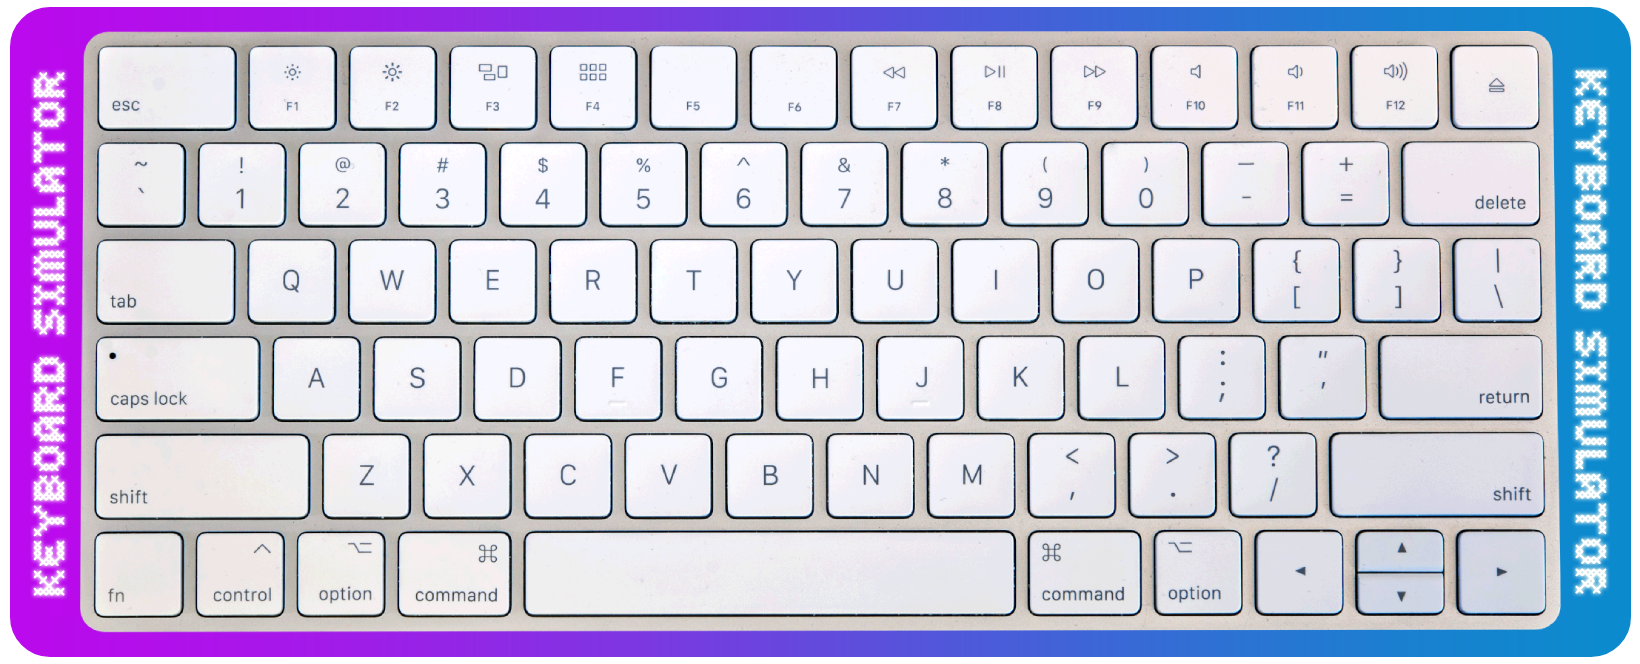 KEYBOARD SIMULATOR
esc F1 F2 F3 F4 F5 F6 F7 F8 F9 F10 F11 F12
~ ! @ # $ % ^ & * ( ) — +
` 1 2 3 4 5 6 7 8 9 0 - = delete
tab Q W E R T Y U I O P { [ } ] | \
caps lock A S D F G H J K L : ; " ' return
shift Z X C V B N M < , > . ? / shift
fn control option command command option
KEYBOARD SIMULATOR